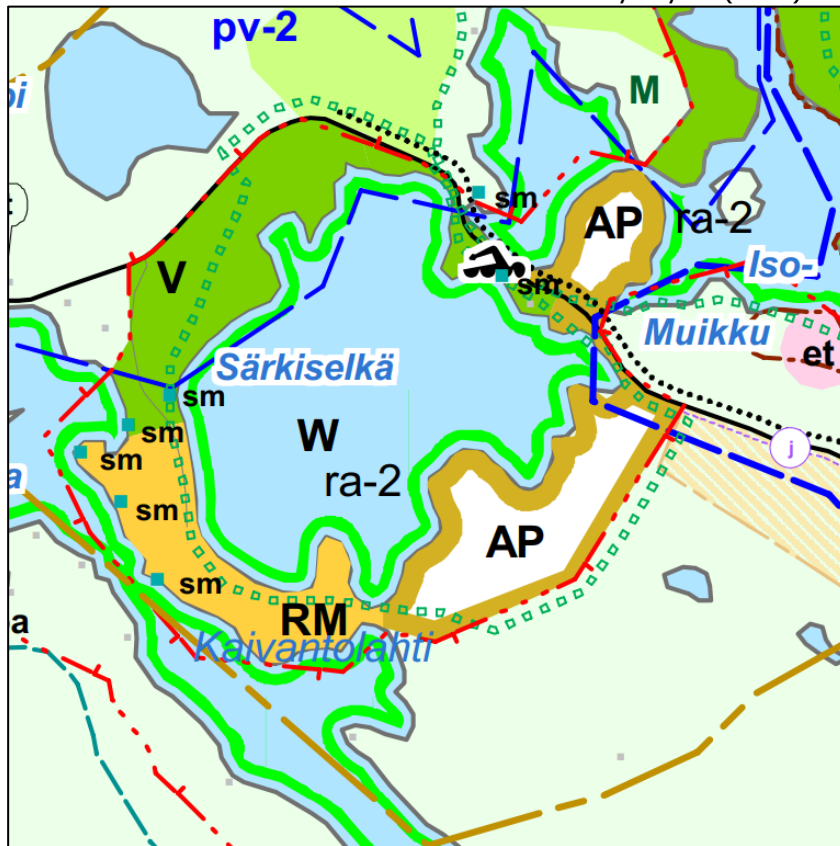 pv-2
M
sm
AP
ra-2
Iso-
sm
V
Muikku
et
Särkiselkä
sm
W
sm
j
sm
ra-2
sm
AP
sm
RM
a
Kaivantolahti